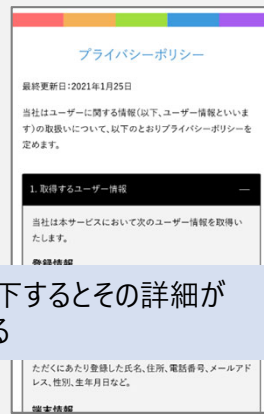 プライバシーポリシー
最終更新日:2021年1月25日
当社はユーザーに関する情報(以下、ユーザー情報といいま
す)の取扱いについて、以下のとおりプライバシーポリシーを
定めます。
1. 取得するユーザー情報 —
当社は本サービスにおいて次のユーザー情報を取得い
たします。
登録情報
下するとその詳細が
る
ただくにあたり登録した氏名、住所、電話番号、メールアド
レス、性別、生年月日など。
端末情報